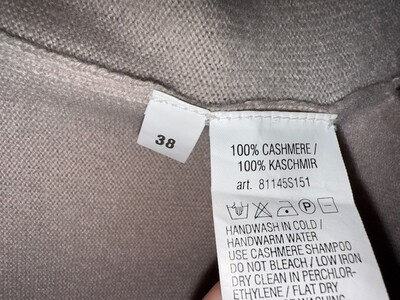 38
100% CASHMERE /
100% KASCHMIR
art. 81145S151
P
HANDWASH IN COLD /
HANDWARM WATER
USE CASHMERE SHAMPOO
DO NOT BLEACH / LOW IRON
DRY CLEAN IN PERCHLOR-
ETHYLENE / FLAT DRY
WASHING